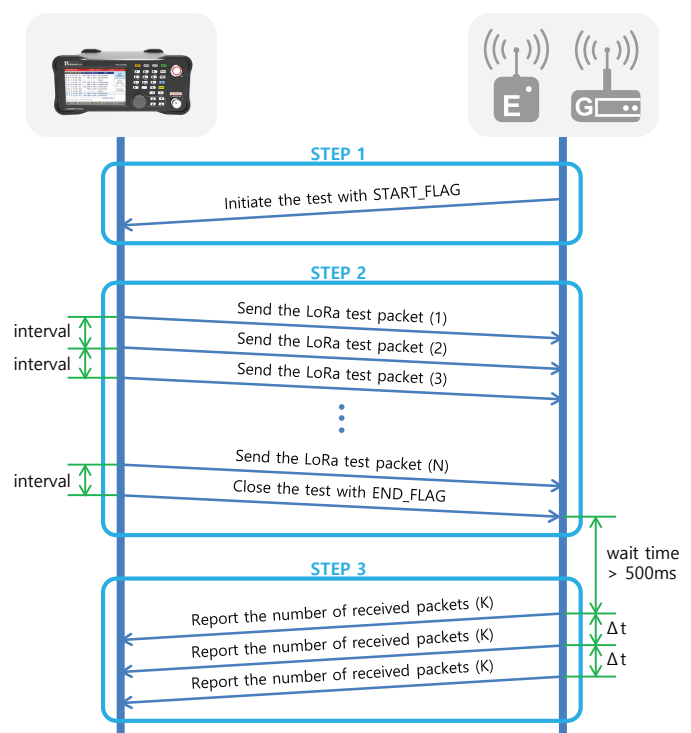 E
G
STEP 1
Initiate the test with START_FLAG
STEP 2
Send the LoRa test packet (1)
interval
Send the LoRa test packet (2)
interval
Send the LoRa test packet (3)
Send the LoRa test packet (N)
interval
Close the test with END_FLAG
wait time
> 500ms
STEP 3
Report the number of received packets (K)
Δt
Report the number of received packets (K)
Δt
Report the number of received packets (K)